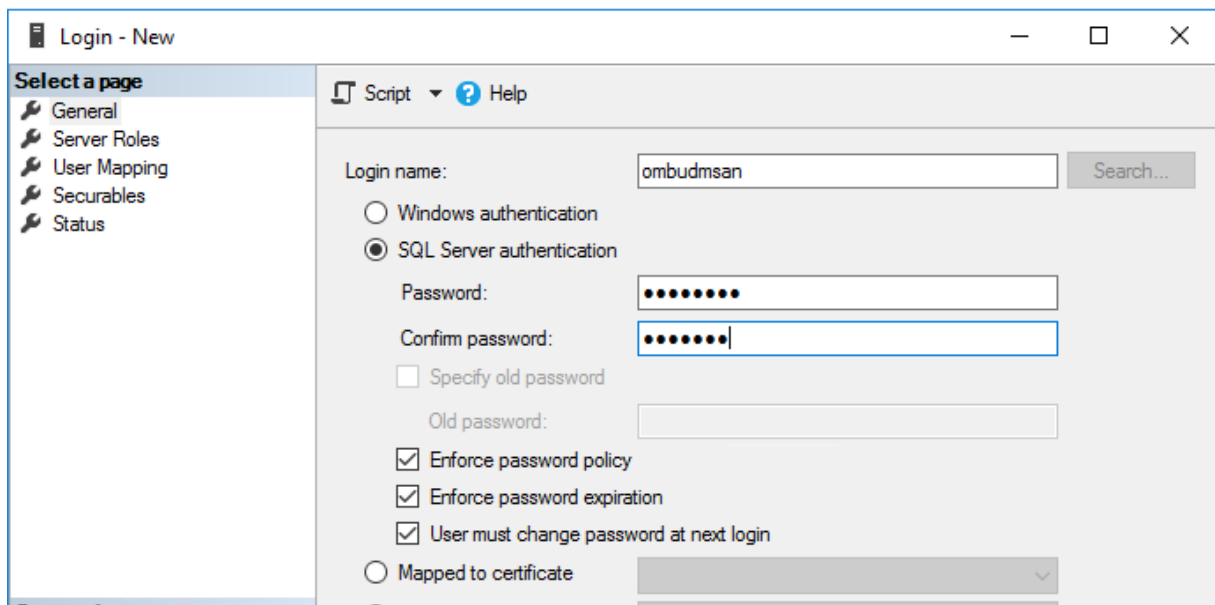 Login - New
Select a page
General
Server Roles
User Mapping
Securables
Status
Script Help
Login name: ombudmsan Search...
Windows authentication
SQL Server authentication
Password: ●●●●●●●●
Confirm password: ●●●●●●●
Specify old password
Old password:
Enforce password policy
Enforce password expiration
User must change password at next login
Mapped to certificate